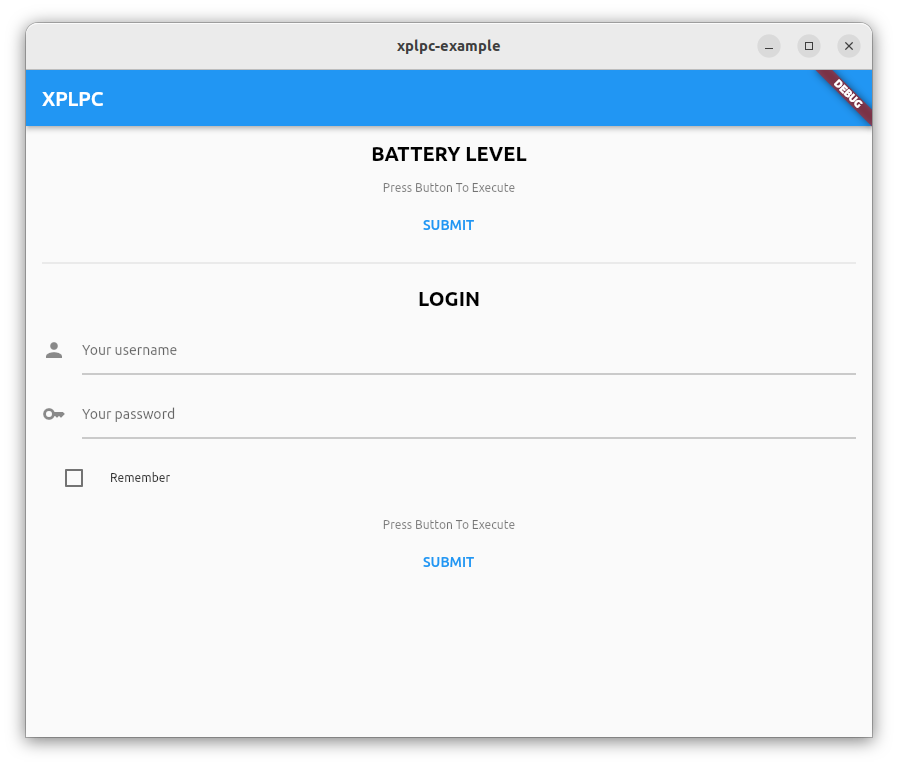 xplpc-example
XPLPC
DEBUG
BATTERY LEVEL
Press Button To Execute
SUBMIT
LOGIN
Your username
Your password
Remember
Press Button To Execute
SUBMIT